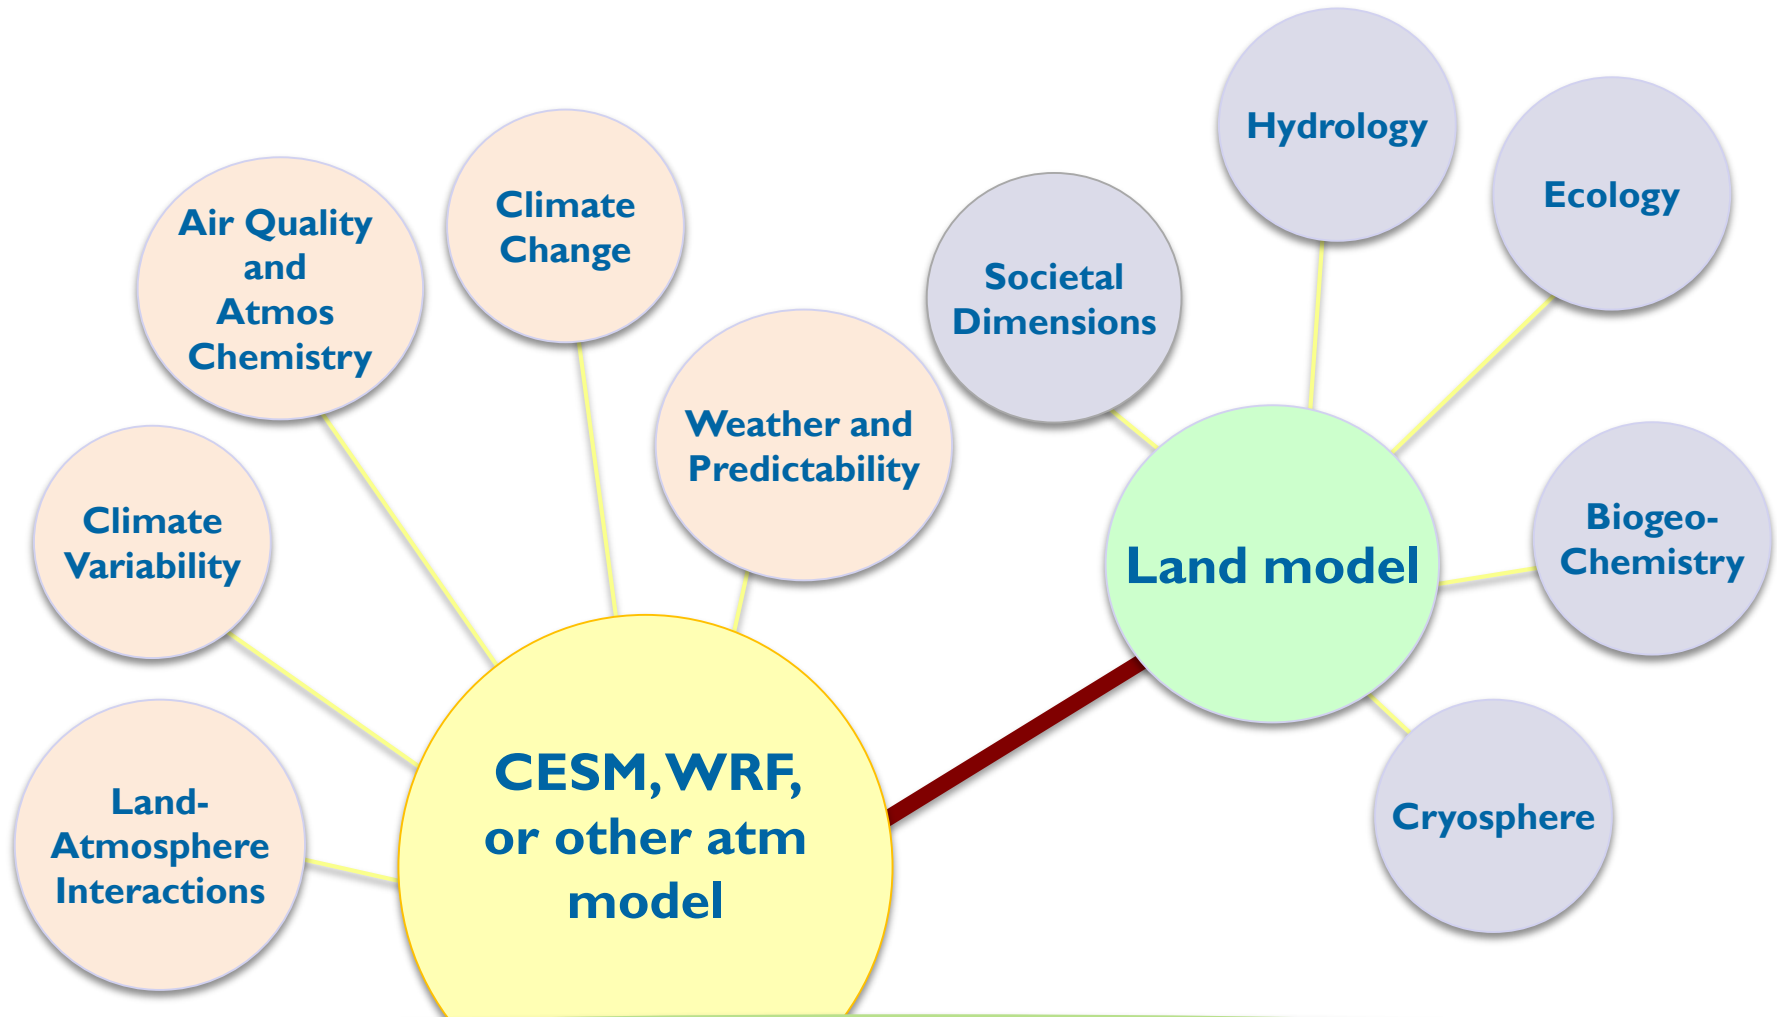 Hydrology
Ecology
Climate
Change
Air Quality
and
Atmos
Chemistry
Societal
Dimensions
Weather and
Predictability
Climate
Variability
Land model
Biogeo-
Chemistry
CESM, WRF,
or other atm
model
Land-
Atmosphere
Interactions
Cryosphere